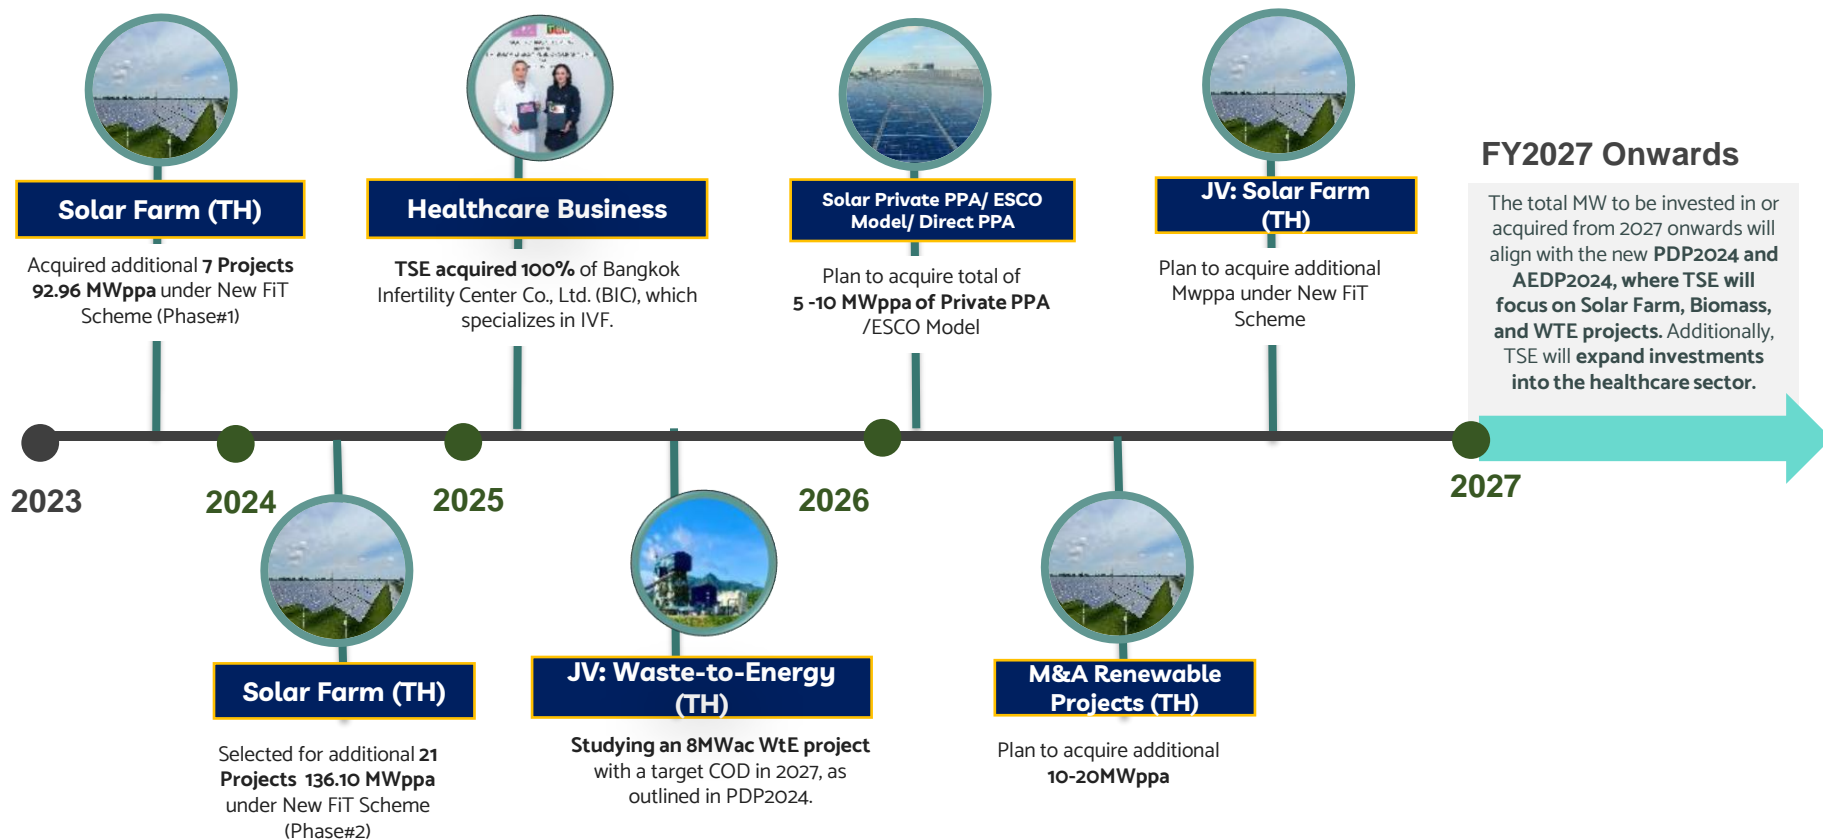 Solar Farm (TH)
Acquired additional 7 Projects
92.96 MWppa under New FiT
Scheme (Phase#1)
Healthcare Business
TSE acquired 100% of Bangkok
Infertility Center Co., Ltd. (BIC), which
specializes in IVF.
Solar Private PPA/ ESCO
Model/ Direct PPA
Plan to acquire total of
5 -10 MWppa of Private PPA
/ESCO Model
JV: Solar Farm
(TH)
Plan to acquire additional
Mwppa under New FiT
Scheme
FY2027 Onwards
The total MW to be invested in or
acquired from 2027 onwards will
align with the new PDP2024 and
AEDP2024, where TSE will
focus on Solar Farm, Biomass,
and WTE projects. Additionally,
TSE will expand investments
into the healthcare sector.
2023
2024
2025
2026
2027
Solar Farm (TH)
Selected for additional 21
Projects 136.10 MWppa
under New FiT Scheme
(Phase#2)
JV: Waste-to-Energy
(TH)
Studying an 8MWac WtE project
with a target COD in 2027, as
outlined in PDP2024.
M&A Renewable
Projects (TH)
Plan to acquire additional
10-20MWppa